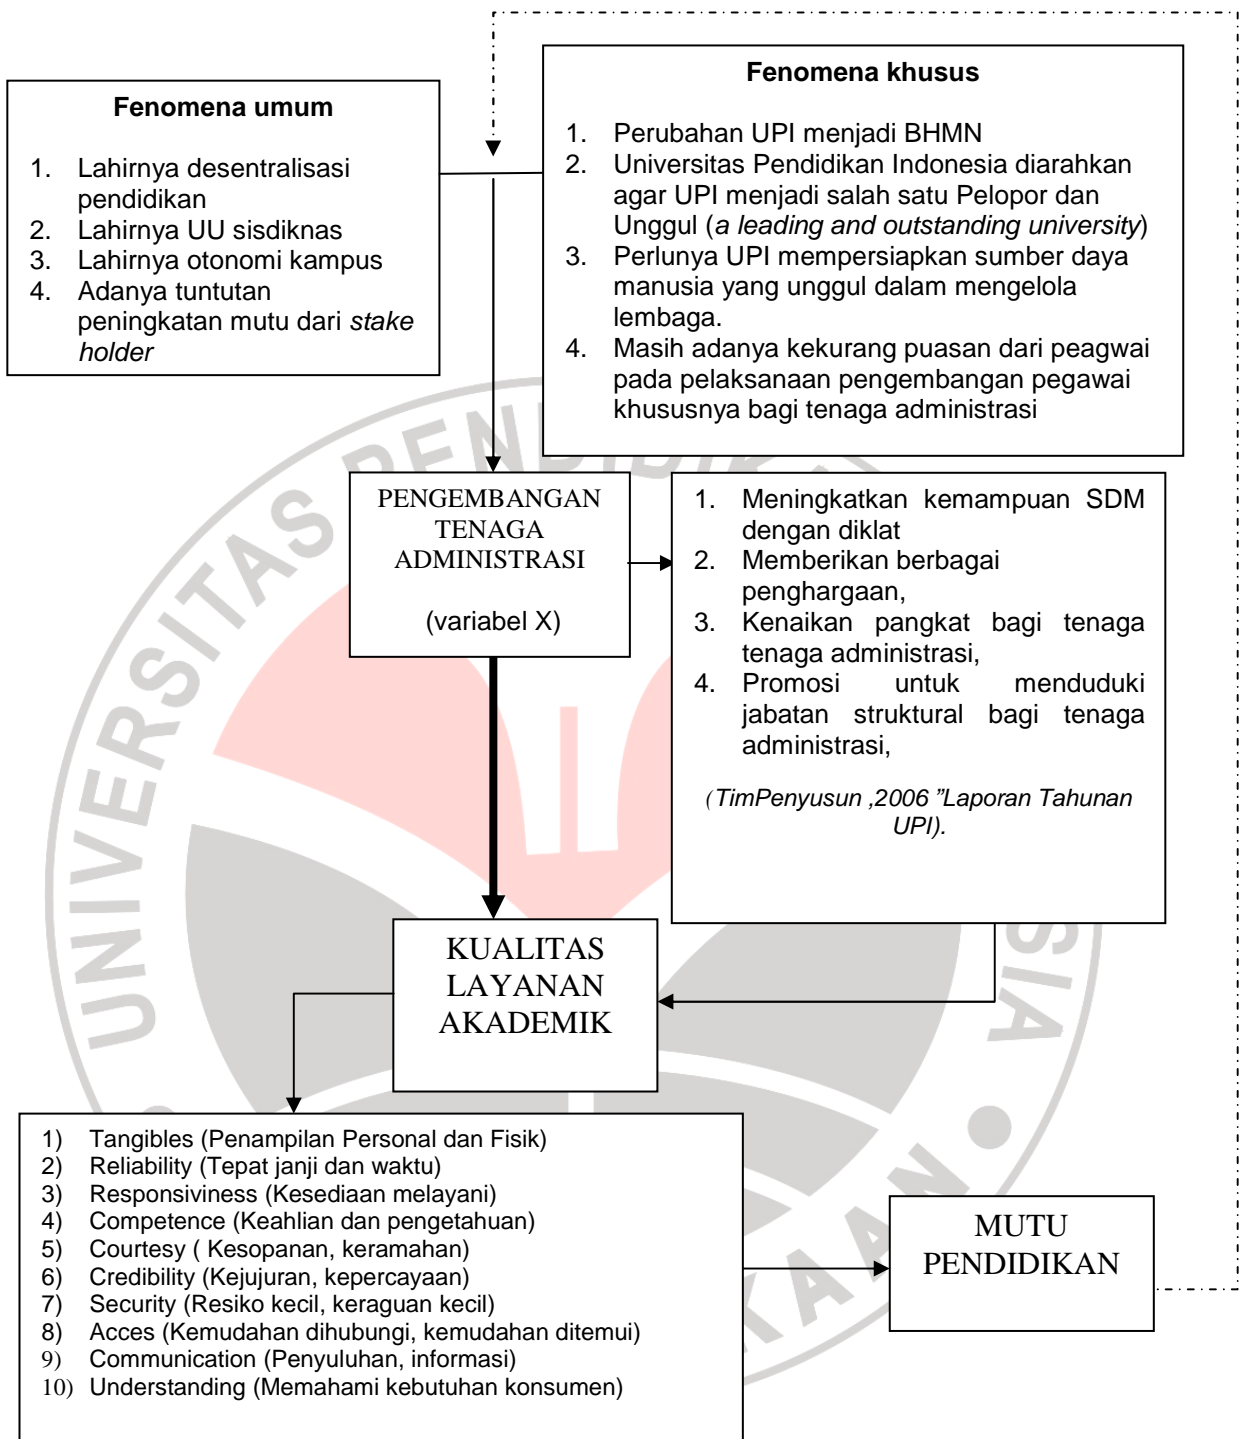 Fenomena umum
1. Lahirnya desentralisasi
pendidikan
2. Lahirnya UU sisdiknas
3. Lahirnya otonomi kampus
4. Adanya tuntutan
peningkatan mutu dari stake
holder
Fenomena khusus
1. Perubahan UPI menjadi BHMN
2. Universitas Pendidikan Indonesia diarahkan
agar UPI menjadi salah satu Pelopor dan
Unggul (a leading and outstanding university)
3. Perlunya UPI mempersiapkan sumber daya
manusia yang unggul dalam mengelola
lembaga.
4. Masih adanya kekurang puasan dari peagwai
pada pelaksanaan pengembangan pegawai
khususnya bagi tenaga administrasi
PENGEMBANGAN
TENAGA
ADMINISTRASI
(variabel X)
1. Meningkatkan kemampuan SDM
dengan diklat
2. Memberikan berbagai
penghargaan,
3. Kenaikan pangkat bagi tenaga
tenaga administrasi,
4. Promosi untuk menduduki
jabatan struktural bagi tenaga
administrasi,
(TimPenyusun ,2006 ”Laporan Tahunan
UPI).
KUALITAS
LAYANAN
AKADEMIK
1) Tangibles (Penampilan Personal dan Fisik)
2) Reliability (Tepat janji dan waktu)
3) Responsiviness (Kesediaan melayani)
4) Competence (Keahlian dan pengetahuan)
5) Courtesy ( Kesopanan, keramahan)
6) Credibility (Kejujuran, kepercayaan)
7) Security (Resiko kecil, keraguan kecil)
8) Acces (Kemudahan dihubungi, kemudahan ditemui)
9) Communication (Penyuluhan, informasi)
10) Understanding (Memahami kebutuhan konsumen)
MUTU
PENDIDIKAN
UNIVERSITAS